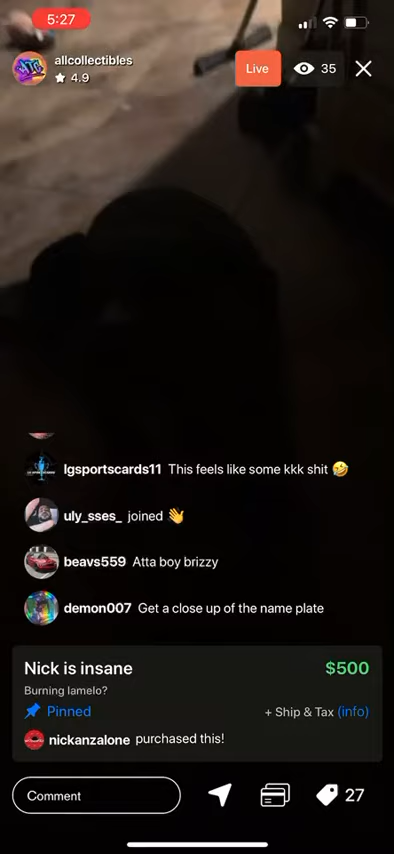 5:27
allcollectibles
4.9
Live
35
lgsportscards11 This feels like some kkk shit 🤣
uly_sses_ joined 👋
beavs559 Atta boy brizzy
demon007 Get a close up of the name plate
Nick is insane $500
Burning lamelo?
Pinned + Ship & Tax (info)
nickanzalone purchased this!
Comment 27